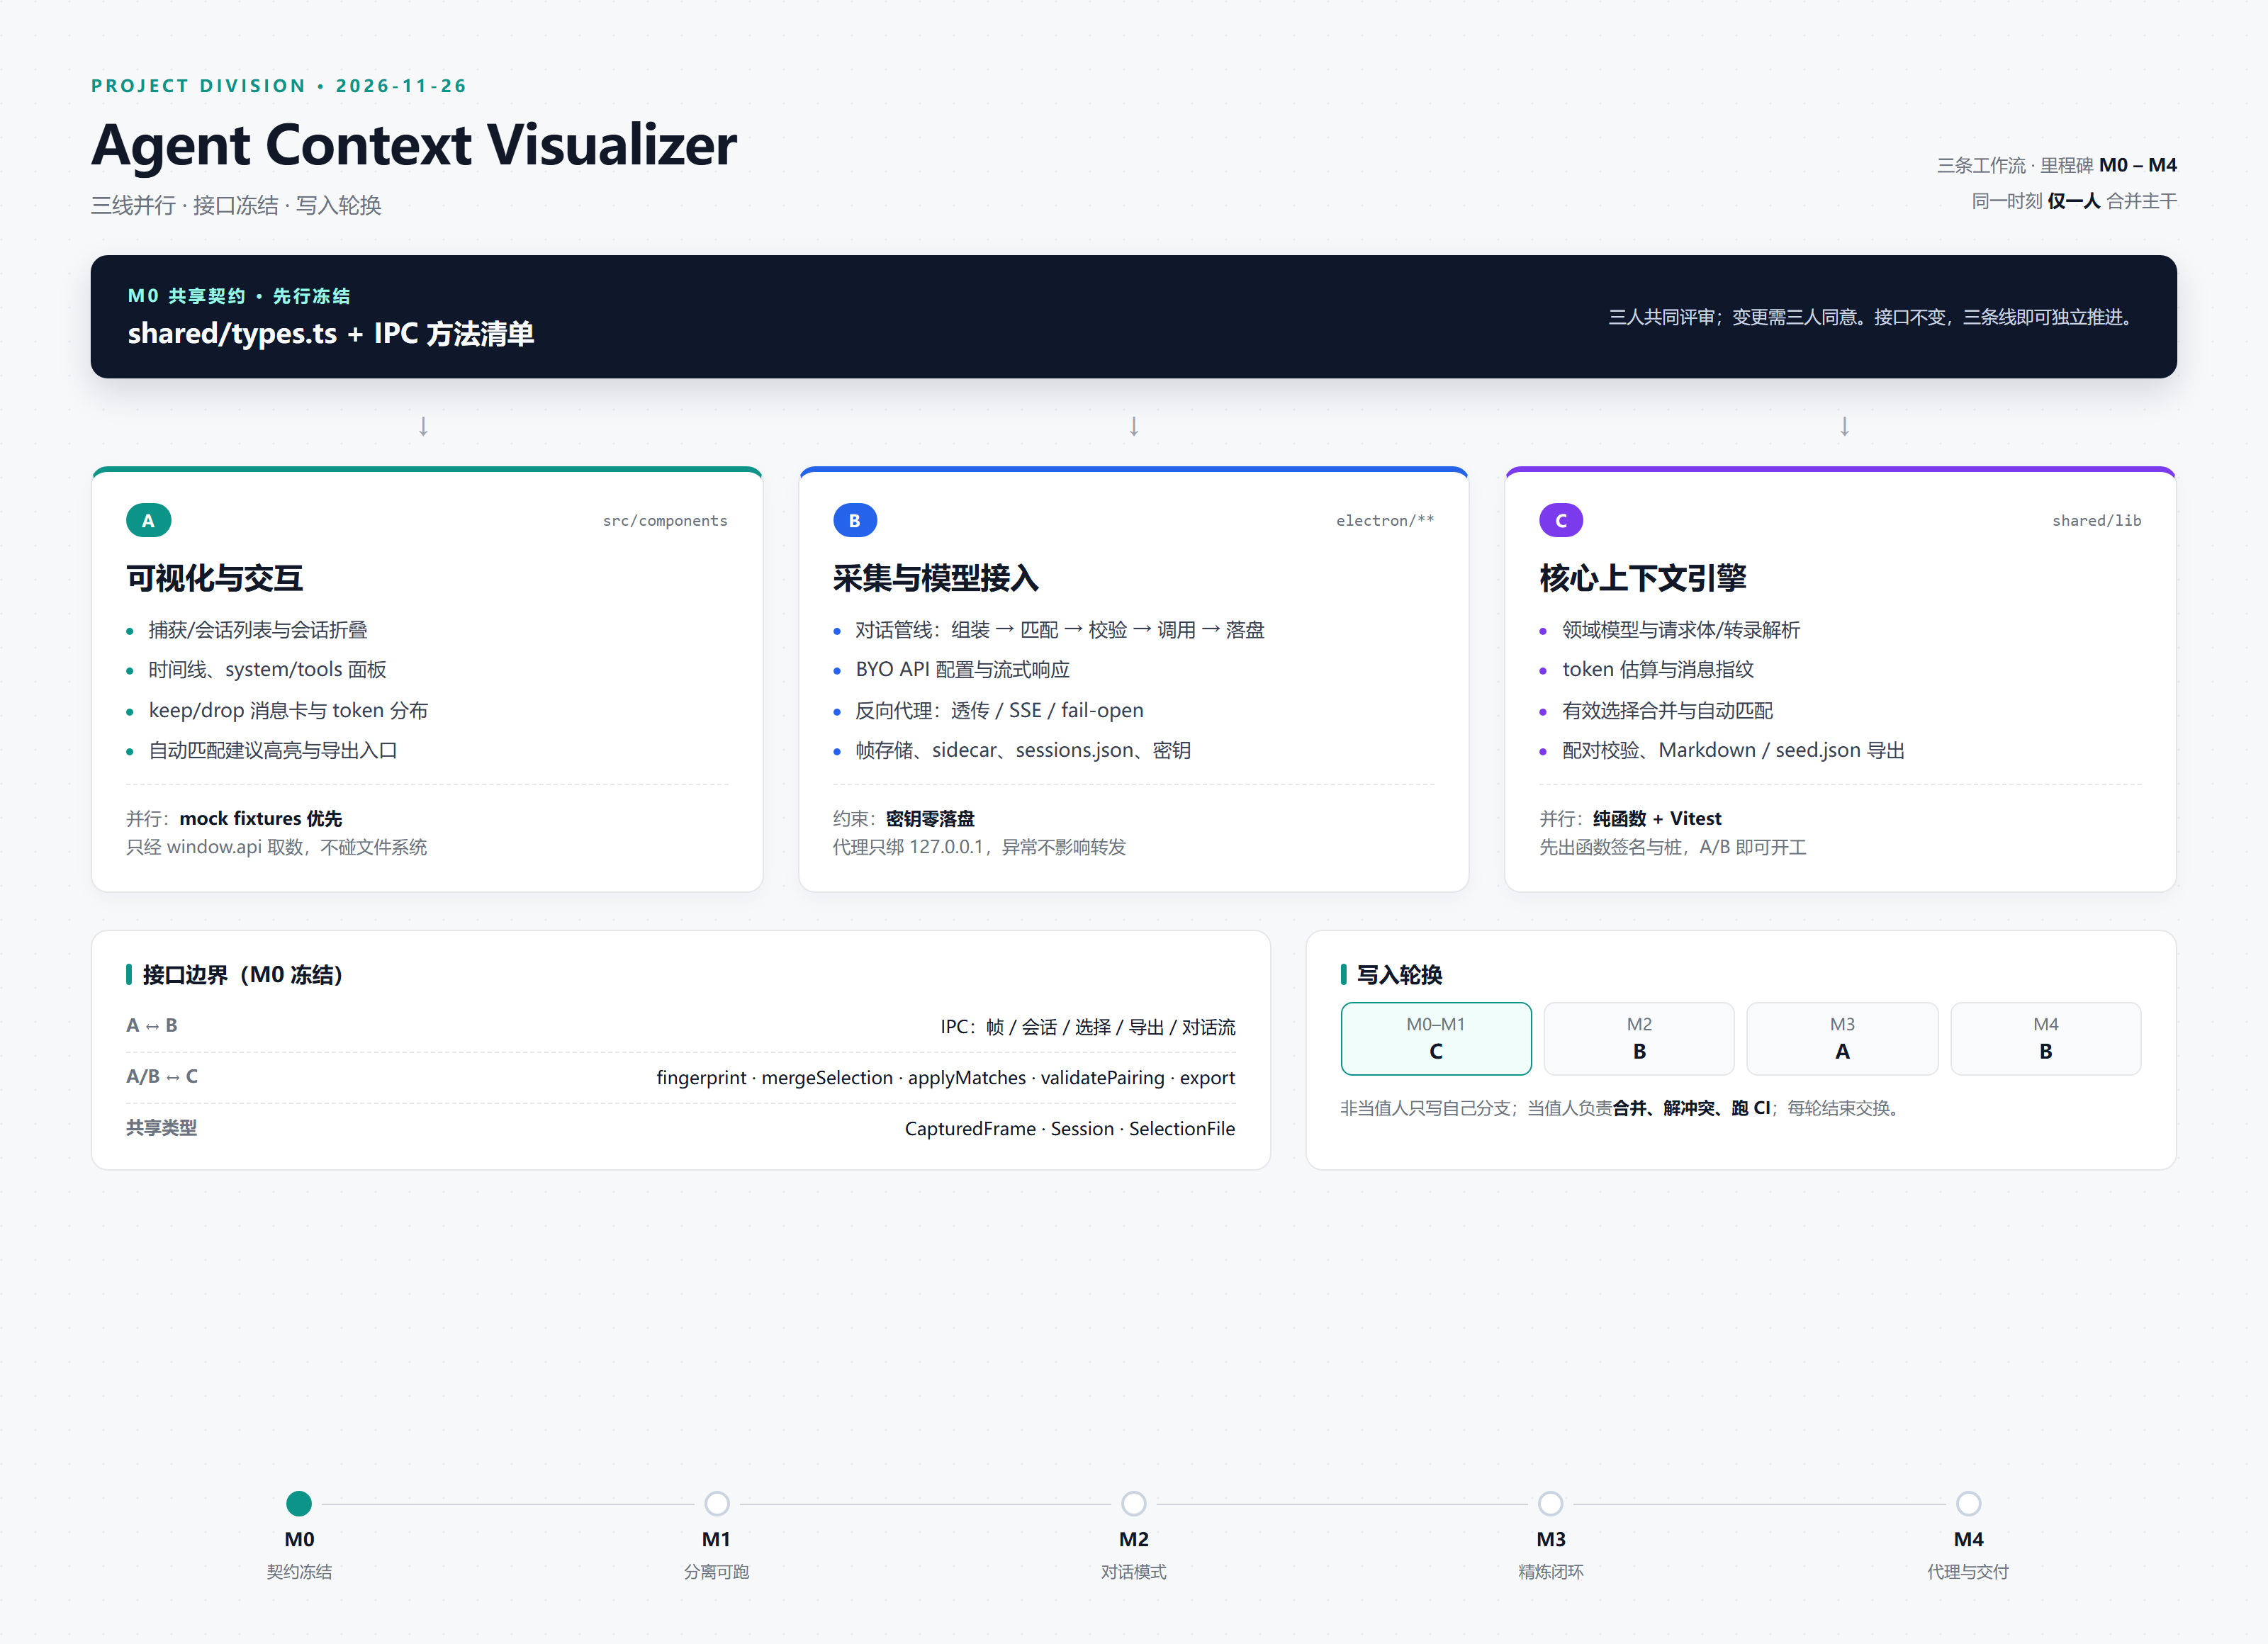 PROJECT DIVISION • 2026-11-26
Agent Context Visualizer
三线并行 · 接口冻结 · 写入轮换
三条工作流 · 里程碑 M0 – M4
同一时刻 仅一人 合并主干
M0 共享契约 • 先行冻结
shared/types.ts + IPC 方法清单
三人共同评审；变更需三人同意。接口不变，三条线即可独立推进。
↓ ↓ ↓
A
src/components
可视化与交互
• 捕获/会话列表与会话折叠
• 时间线、system/tools 面板
• keep/drop 消息卡与 token 分布
• 自动匹配建议高亮与导出入口
并行：mock fixtures 优先
只经 window.api 取数，不碰文件系统
B
electron/**
采集与模型接入
• 对话管线：组装 → 匹配 → 校验 → 调用 → 落盘
• BYO API 配置与流式响应
• 反向代理：透传 / SSE / fail-open
• 帧存储、sidecar、sessions.json、密钥
约束：密钥零落盘
代理只绑 127.0.0.1，异常不影响转发
C
shared/lib
核心上下文引擎
• 领域模型与请求体/转录解析
• token 估算与消息指纹
• 有效选择合并与自动匹配
• 配对校验、Markdown / seed.json 导出
并行：纯函数 + Vitest
先出函数签名与桩，A/B 即可开工
接口边界（M0 冻结）
A ↔ B
IPC：帧 / 会话 / 选择 / 导出 / 对话流
A/B ↔ C
fingerprint · mergeSelection · applyMatches · validatePairing · export
共享类型
CapturedFrame · Session · SelectionFile
写入轮换
M0–M1
C
M2
B
M3
A
M4
B
非当值人只写自己分支；当值人负责合并、解冲突、跑 CI；每轮结束交换。
M0
契约冻结
M1
分离可跑
M2
对话模式
M3
精炼闭环
M4
代理与交付